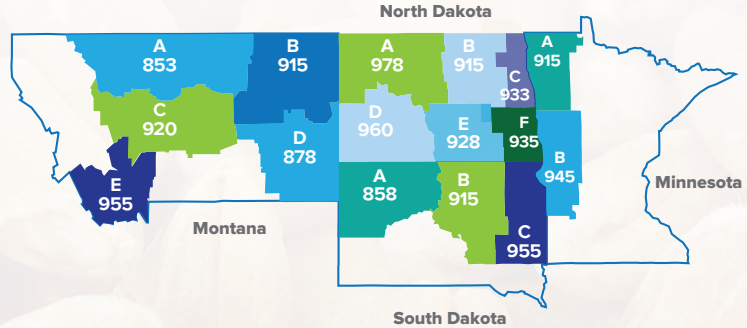 North Dakota
A
853
B
915
A
978
B
915
C
933
A
915
C
920
D
878
D
960
E
928
F
935
B
945
E
955
A
858
B
915
C
955
Minnesota
Montana
South Dakota